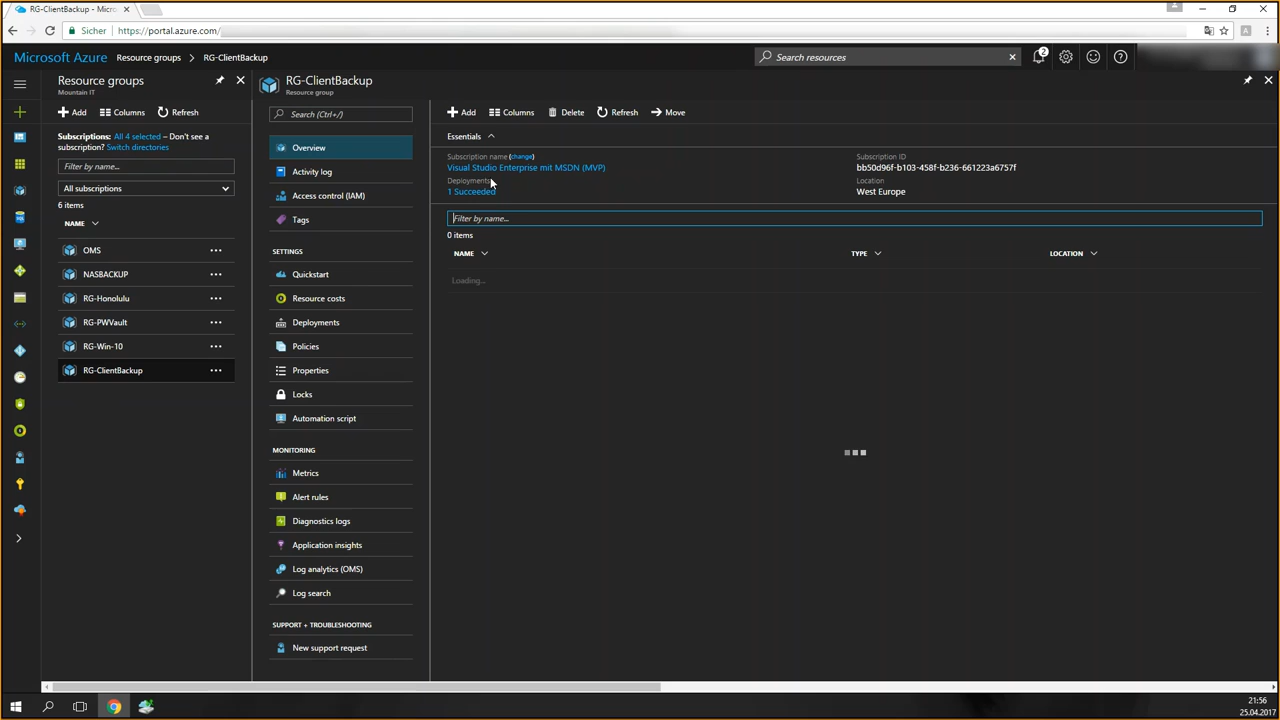 RG-ClientBackup - Micros
Sicher
https://portal.azure.com/
Microsoft Azure
Resource groups
RG-ClientBackup
Search resources
2
Resource groups
Mountain IT
Add
Columns
Refresh
Subscriptions: All 4 selected – Don't see a
subscription? Switch directories
Filter by name...
All subscriptions
6 items
NAME
OMS
NASBACKUP
RG-Honolulu
RG-PWVault
RG-Win-10
RG-ClientBackup
RG-ClientBackup
Resource group
Search (Ctrl+/)
Overview
Activity log
Access control (IAM)
Tags
SETTINGS
Quickstart
Resource costs
Deployments
Policies
Properties
Locks
Automation script
MONITORING
Metrics
Alert rules
Diagnostics logs
Application insights
Log analytics (OMS)
Log search
SUPPORT + TROUBLESHOOTING
New support request
Add
Columns
Delete
Refresh
Move
Essentials
Subscription name (change)
Visual Studio Enterprise mit MSDN (MVP)
Deployments
1 Succeeded
Subscription ID
bb50d96f-b103-458f-b236-661223a6757f
Location
West Europe
Filter by name...
0 items
NAME
TYPE
LOCATION
Loading...
21:56
25.04.2017